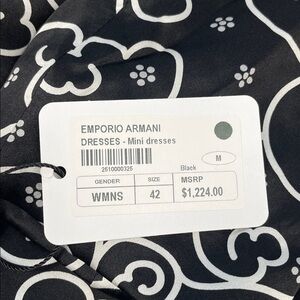 EMPORIO ARMANI
DRESSES - Mini dresses
2510000325
Black
M
GENDER
SIZE
MSRP
WMNS
42
$1,224.00